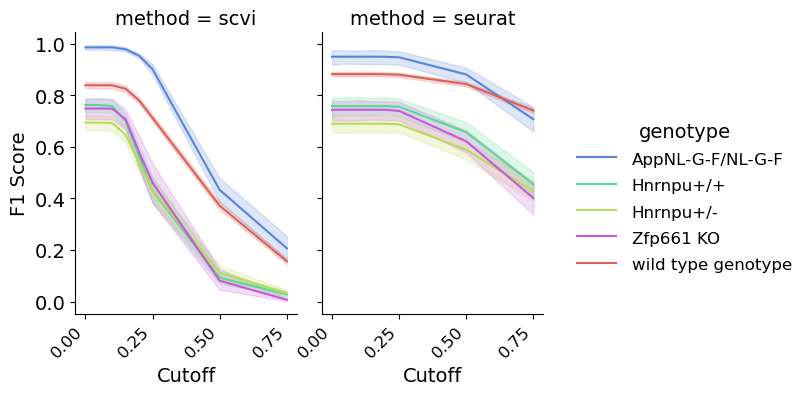 method = scvi
method = seurat
F1 Score
1.0
0.8
0.6
0.4
0.2
0.0
0.00
0.25
0.50
0.75
Cutoff
0.00
0.25
0.50
0.75
Cutoff
genotype
AppNL-G-F/NL-G-F
Hnrnpu+/+
Hnrnpu+/-
Zfp661 KO
wild type genotype